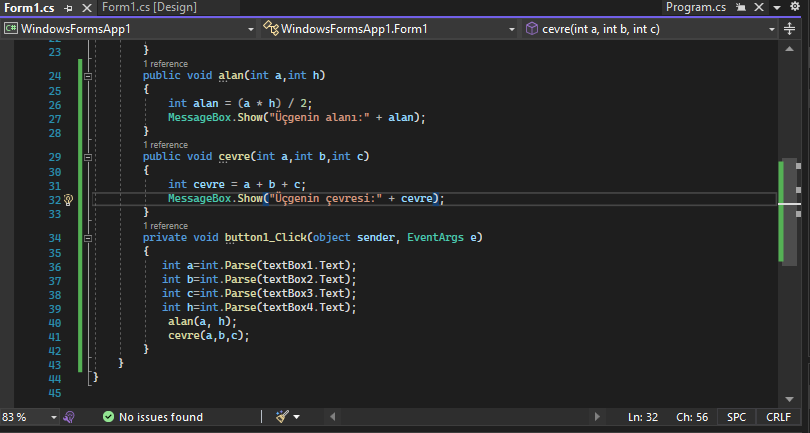 Form1.cs Form1.cs [Design] Program.cs
C# WindowsFormsApp1 WindowsFormsApp1.Form1 cevre(int a, int b, int c)
23 }
1 reference
24 public void alan(int a,int h)
25 {
26 int alan = (a * h) / 2;
27 MessageBox.Show("Üçgenin alanı:" + alan);
28 }
1 reference
29 public void cevre(int a,int b,int c)
30 {
31 int cevre = a + b + c;
32 MessageBox.Show("Üçgenin çevresi:" + cevre);
33 }
1 reference
34 private void button1_Click(object sender, EventArgs e)
35 {
36 int a=int.Parse(textBox1.Text);
37 int b=int.Parse(textBox2.Text);
38 int c=int.Parse(textBox3.Text);
39 int h=int.Parse(textBox4.Text);
40 alan(a, h);
41 cevre(a,b,c);
42 }
43 }
44 }
45
83 % No issues found Ln: 32 Ch: 56 SPC CRLF